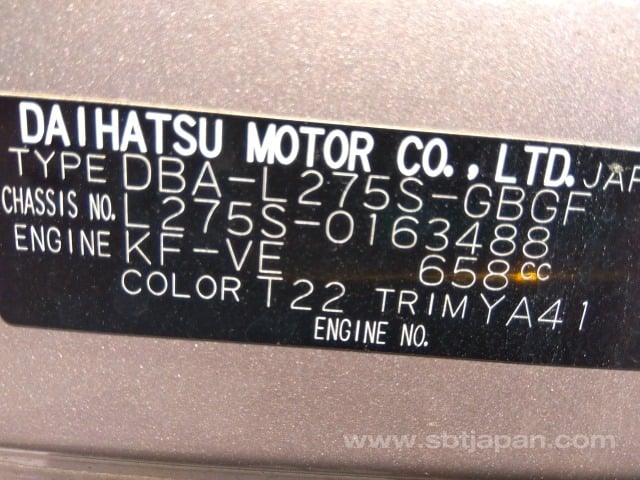 DAIHATSU MOTOR CO., LTD. JAP
TYPE DBA-L275S-GBGF
CHASSIS NO. L275S-0163488
ENGINE KF-VE 658CC
COLOR T22 TRIM YA41
ENGINE NO.
www.sbtjapan.com